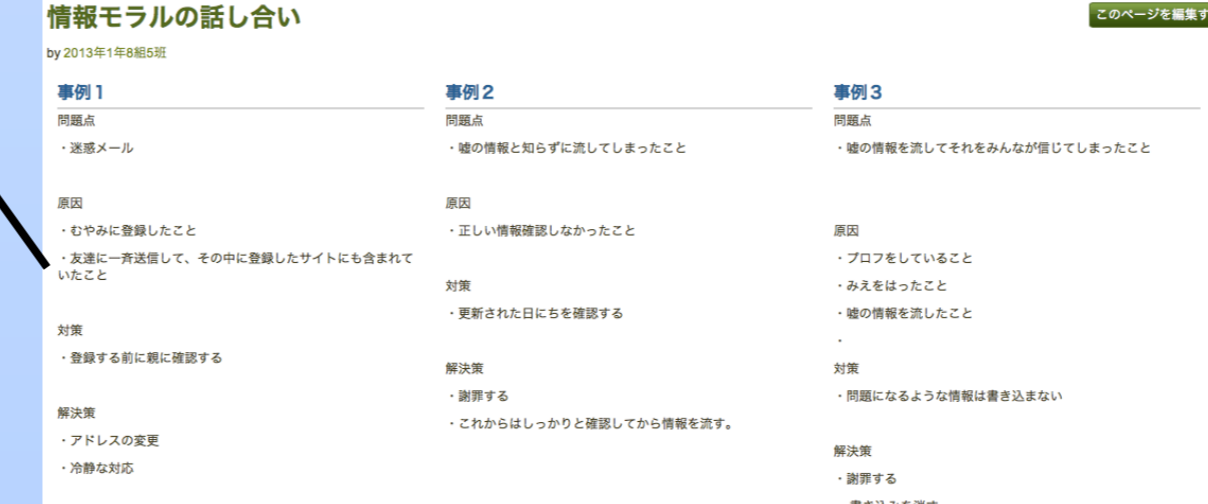 情報モラルの話し合い
このページを編集す
by 2013年1年8組5班
事例1
問題点
・迷惑メール
原因
・むやみに登録したこと
・友達に一斉送信して、その中に登録したサイトにも含まれて
いたこと
対策
・登録する前に親に確認する
解決策
・アドレスの変更
・冷静な対応
事例2
問題点
・嘘の情報と知らずに流してしまったこと
原因
・正しい情報確認しなかったこと
対策
・更新された日にちを確認する
解決策
・謝罪する
・これからはしっかりと確認してから情報を流す。
事例3
問題点
・嘘の情報を流してそれをみんなが信じてしまったこと
原因
・プロフをしていること
・みえをはったこと
・嘘の情報を流したこと
・
対策
・問題になるような情報は書き込まない
解決策
・謝罪する